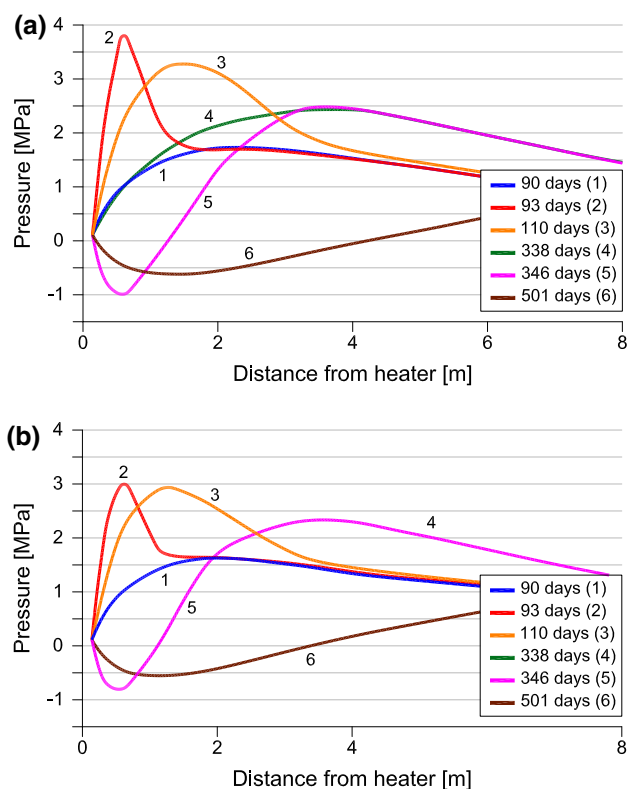 (a)
4
3
2
1
0
-1
Pressure [MPa]
2
3
4
1
5
6
90 days (1)
93 days (2)
110 days (3)
338 days (4)
346 days (5)
501 days (6)
0 2 4 6 8
Distance from heater [m]
(b)
4
3
2
1
0
-1
Pressure [MPa]
2
3
4
1
5
6
90 days (1)
93 days (2)
110 days (3)
338 days (4)
346 days (5)
501 days (6)
0 2 4 6 8
Distance from heater [m]